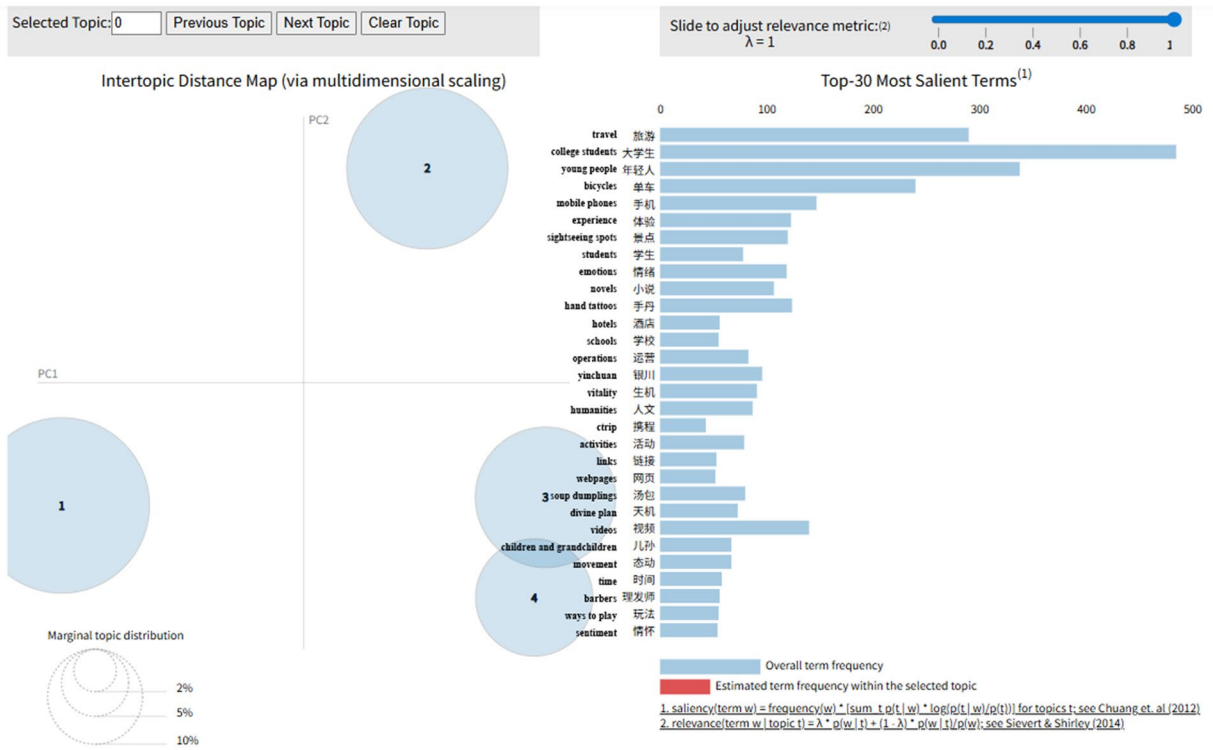 Selected Topic: 0 Previous Topic Next Topic Clear Topic
Slide to adjust relevance metric:(2)
λ = 1
0.0 0.2 0.4 0.6 0.8 1
Intertopic Distance Map (via multidimensional scaling)
PC2
PC1
2
1
3
4
Marginal topic distribution
2%
5%
10%
Top-30 Most Salient Terms(1)
0 100 200 300 400 500
travel 旅游
college students 大学生
young people 年轻人
bicycles 单车
mobile phones 手机
experience 体验
sightseeing spots 景点
students 学生
emotions 情绪
novels 小说
hand tattoos 手丹
hotels 酒店
schools 学校
operations 运营
yinchuan 银川
vitality 生机
humanities 人文
ctrip 携程
activities 活动
links 链接
webpages 网页
soup dumplings 汤包
divine plan 天机
videos 视频
children and grandchildren 儿孙
movement 态动
time 时间
barbers 理发师
ways to play 玩法
sentiment 情怀
Overall term frequency
Estimated term frequency within the selected topic
1. saliency(term w) = frequency(w) * [sum_t p(t | w) * log(p(t | w)/p(t))] for topics t; see Chuang et. al (2012)
2. relevance(term w | topic t) = λ * p(w | t) + (1 - λ) * p(w | t)/p(w); see Sievert & Shirley (2014)